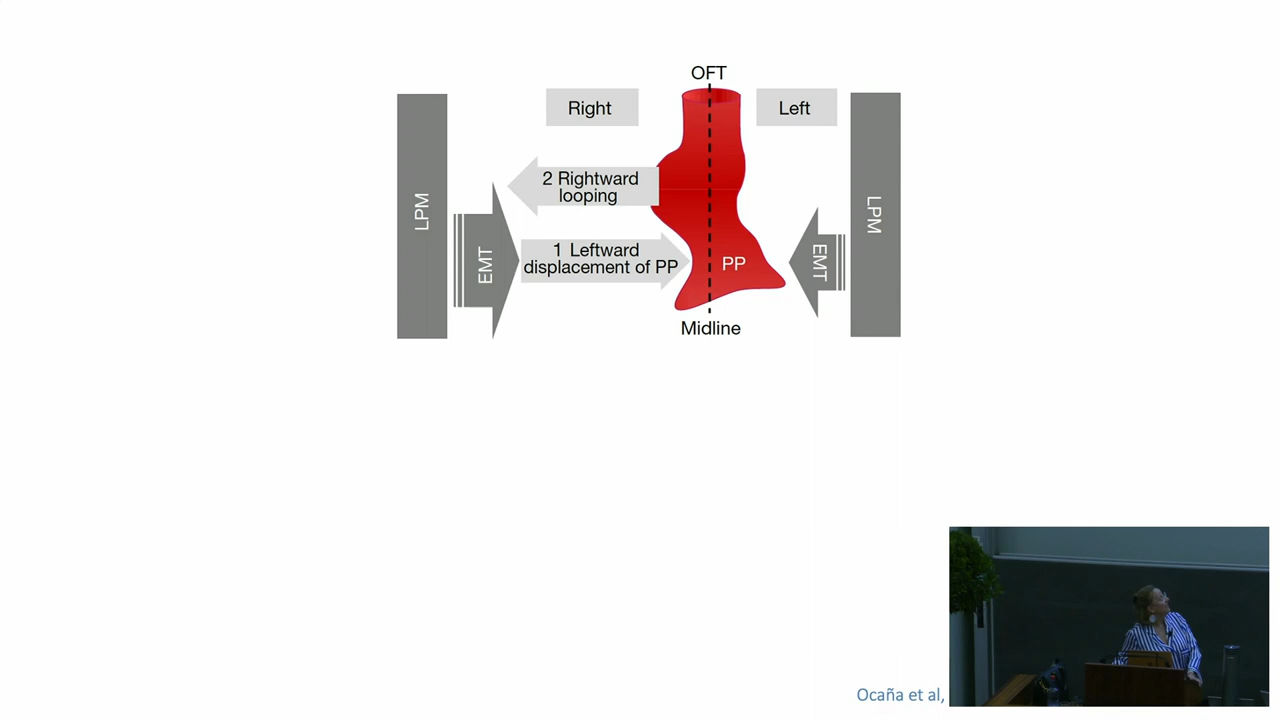 OFT
Right
Left
2 Rightward
looping
LPM
LPM
EMT
1 Leftward
displacement of PP
PP
EMT
Midline
Ocaña et al,